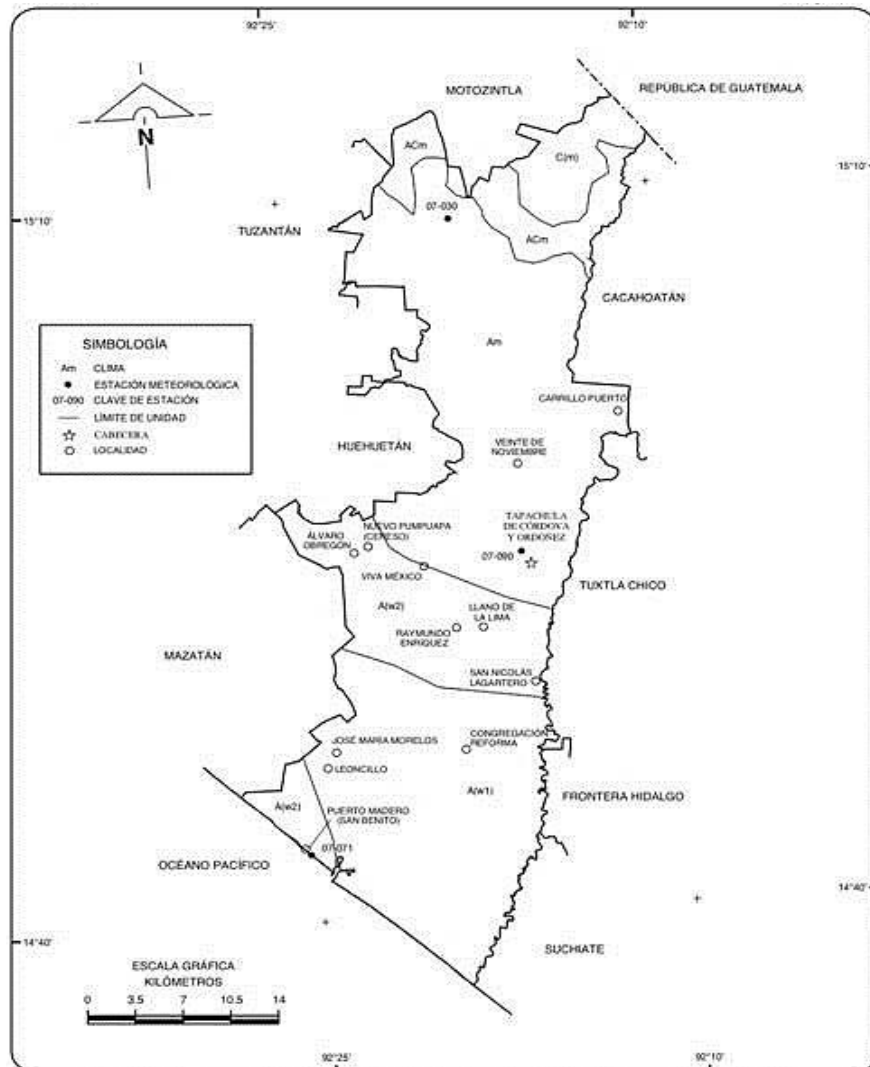 92°25'
92°10'
MOTOZINTLA
REPÚBLICA DE GUATEMALA
N
ACm
C(m)
15°10'
07-030
15°10'
TUZANTÁN
ACm
CACAHOATÁN
SIMBOLOGÍA
Am CLIMA
ESTACIÓN METEOROLÓGICA
07-090 CLAVE DE ESTACIÓN
LÍMITE DE UNIDAD
CABECERA
LOCALIDAD
Am
CARRILLO PUERTO
HUEHUETÁN
VEINTE DE
NOVIEMBRE
TAPACHULA
DE CÓRDOVA
Y ORDOÑEZ
NUEVO PUMPUAPA
(CERESO)
ÁLVARO
OBREGÓN
07-090
VIVA MÉXICO
TUXTLA CHICO
A(w2)
LLANO DE
LA LIMA
RAYMUNDO
ENRÍQUEZ
MAZATÁN
SAN NICOLÁS
LAGARTERO
JOSÉ MARÍA MORELOS
CONGREGACIÓN
REFORMA
LEONCILLO
A(w1)
FRONTERA HIDALGO
A(w2)
PUERTO MADERO
(SAN BENITO)
07-071
OCÉANO PACÍFICO
14°40'
14°40'
SUCHIATE
ESCALA GRÁFICA
KILÓMETROS
0 3.5 7 10.5 14
92°25'
92°10'